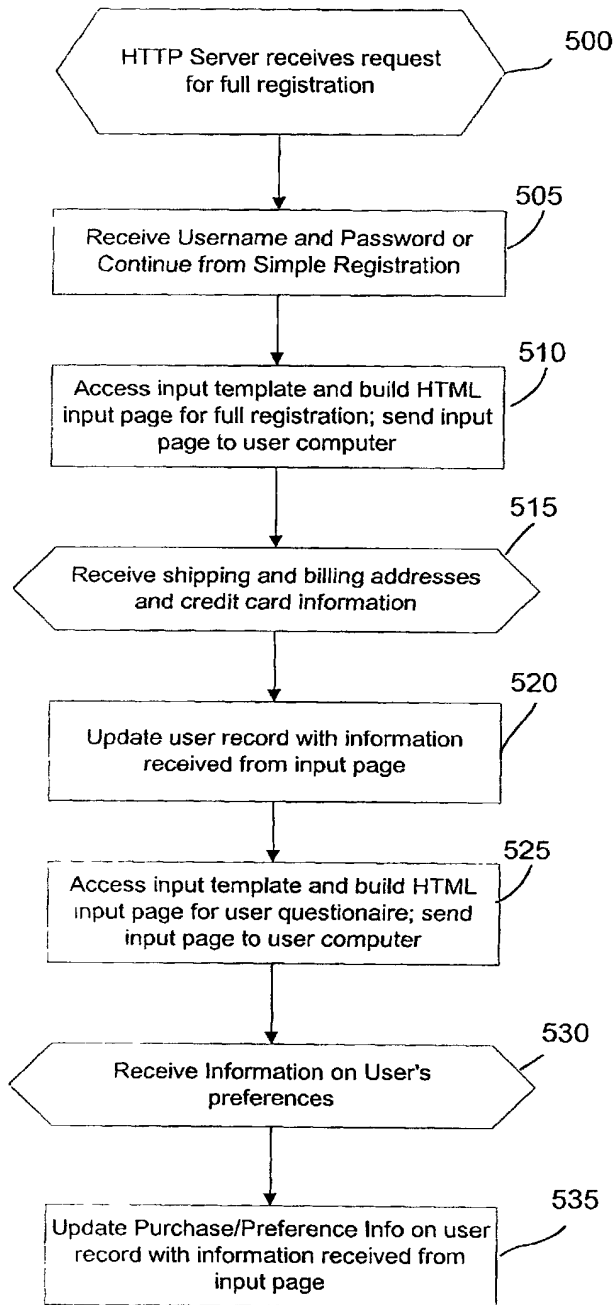 HTTP Server receives request
for full registration
500
505
Receive Username and Password or
Continue from Simple Registration
510
Access input template and build HTML
input page for full registration; send input
page to user computer
515
Receive shipping and billing addresses
and credit card information
520
Update user record with information
received from input page
525
Access input template and build HTML
input page for user questionaire; send
input page to user computer
530
Receive Information on User's
preferences
535
Update Purchase/Preference Info on user
record with information received from
input page